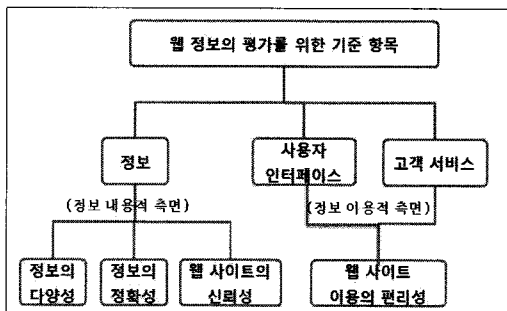 웹 정보의 평가를 위한 기준 항목
정보
사용자
인터페이스
고객 서비스
(정보 내용적 측면)
(정보 이용적 측면)
정보의
다양성
정보의
정확성
웹 사이트의
신뢰성
웹 사이트
이용의 편리성